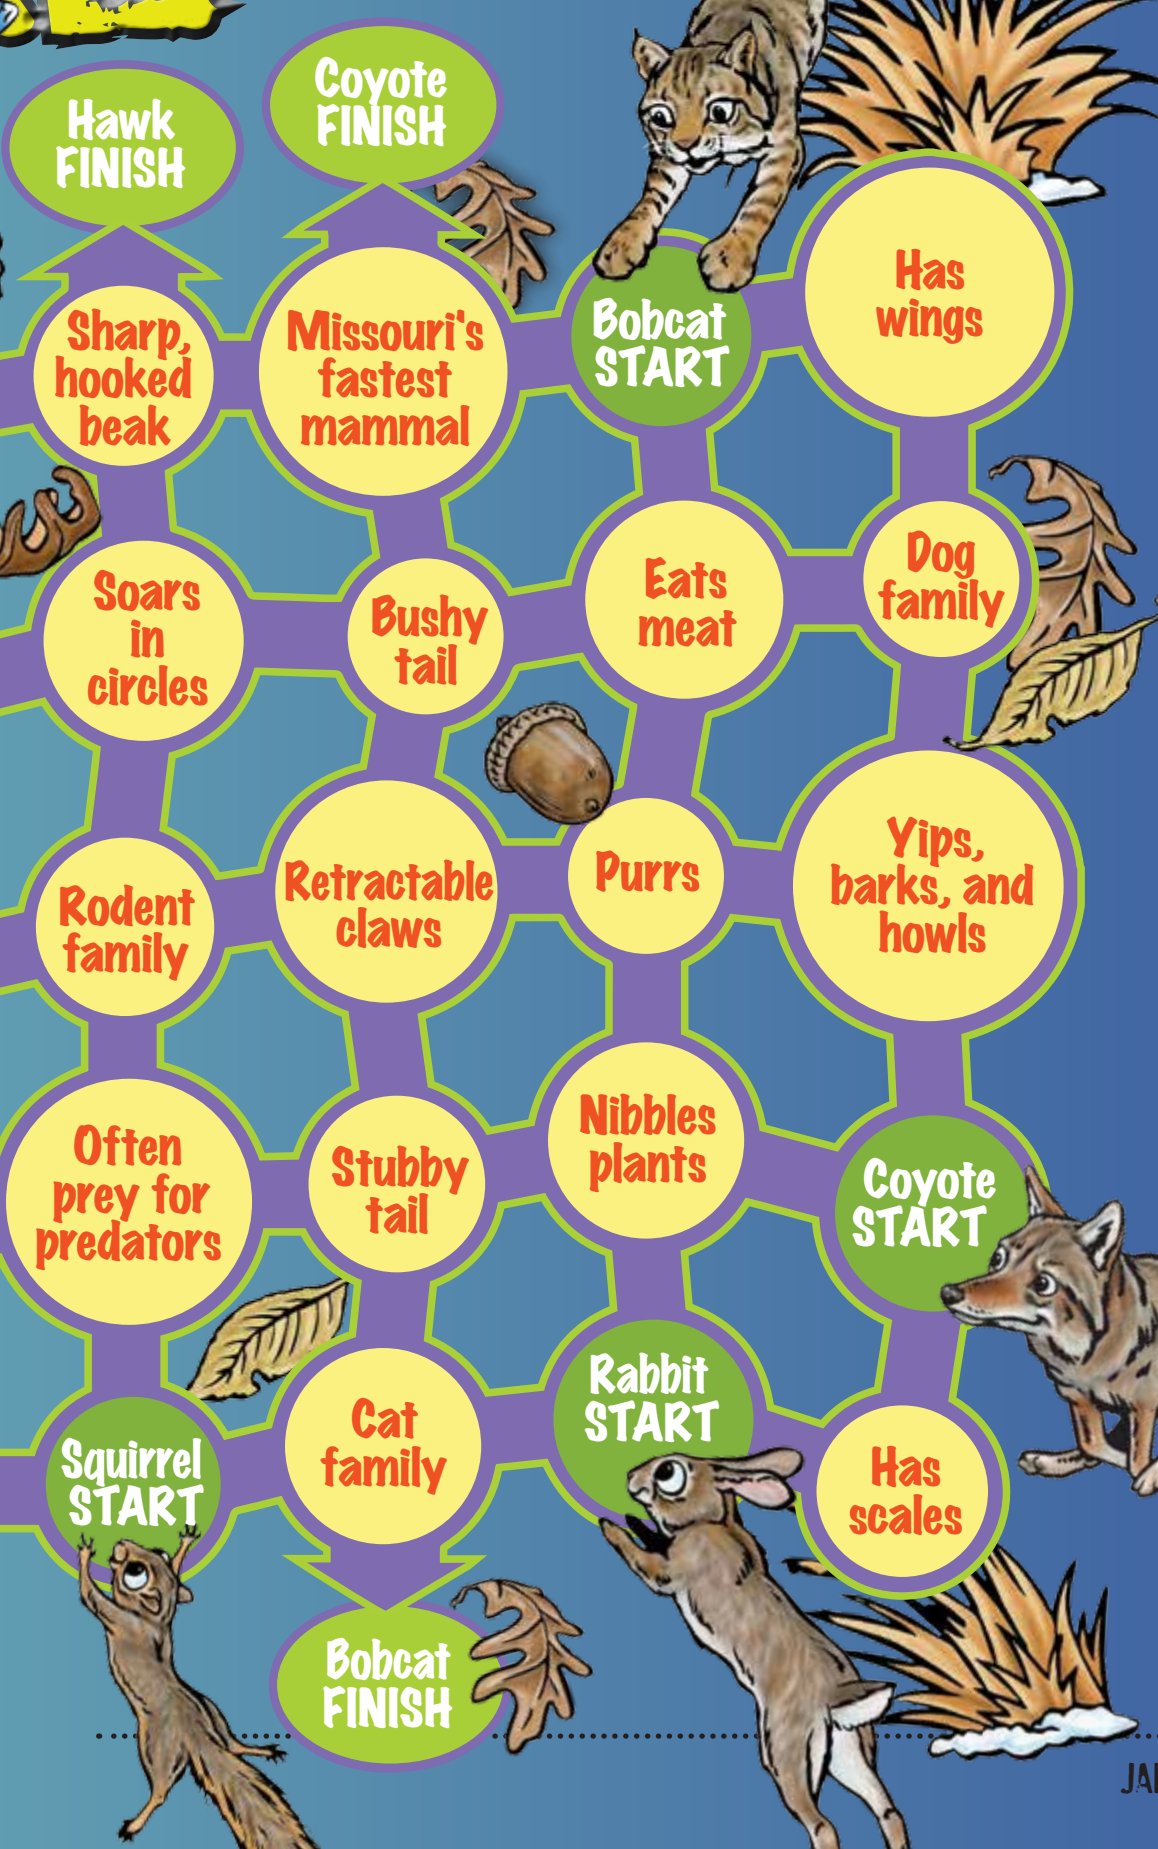 Hawk
FINISH
Coyote
FINISH
Sharp,
hooked
beak
Missouri's
fastest
mammal
Bobcat
START
Has
wings
Soars
in
circles
Bushy
tail
Eats
meat
Dog
family
Rodent
family
Retractable
claws
Purrs
Yips,
barks, and
howls
Often
prey for
predators
Stubby
tail
Nibbles
plants
Coyote
START
Squirrel
START
Cat
family
Rabbit
START
Has
scales
Bobcat
FINISH